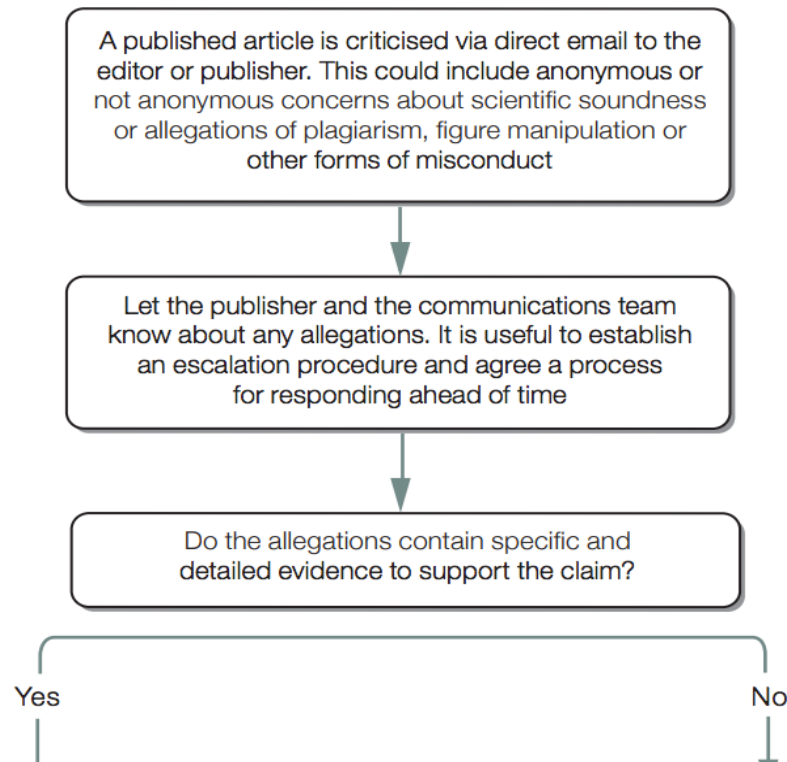 A published article is criticised via direct email to the
editor or publisher. This could include anonymous or
not anonymous concerns about scientific soundness
or allegations of plagiarism, figure manipulation or
other forms of misconduct
Let the publisher and the communications team
know about any allegations. It is useful to establish
an escalation procedure and agree a process
for responding ahead of time
Do the allegations contain specific and
detailed evidence to support the claim?
Yes
No